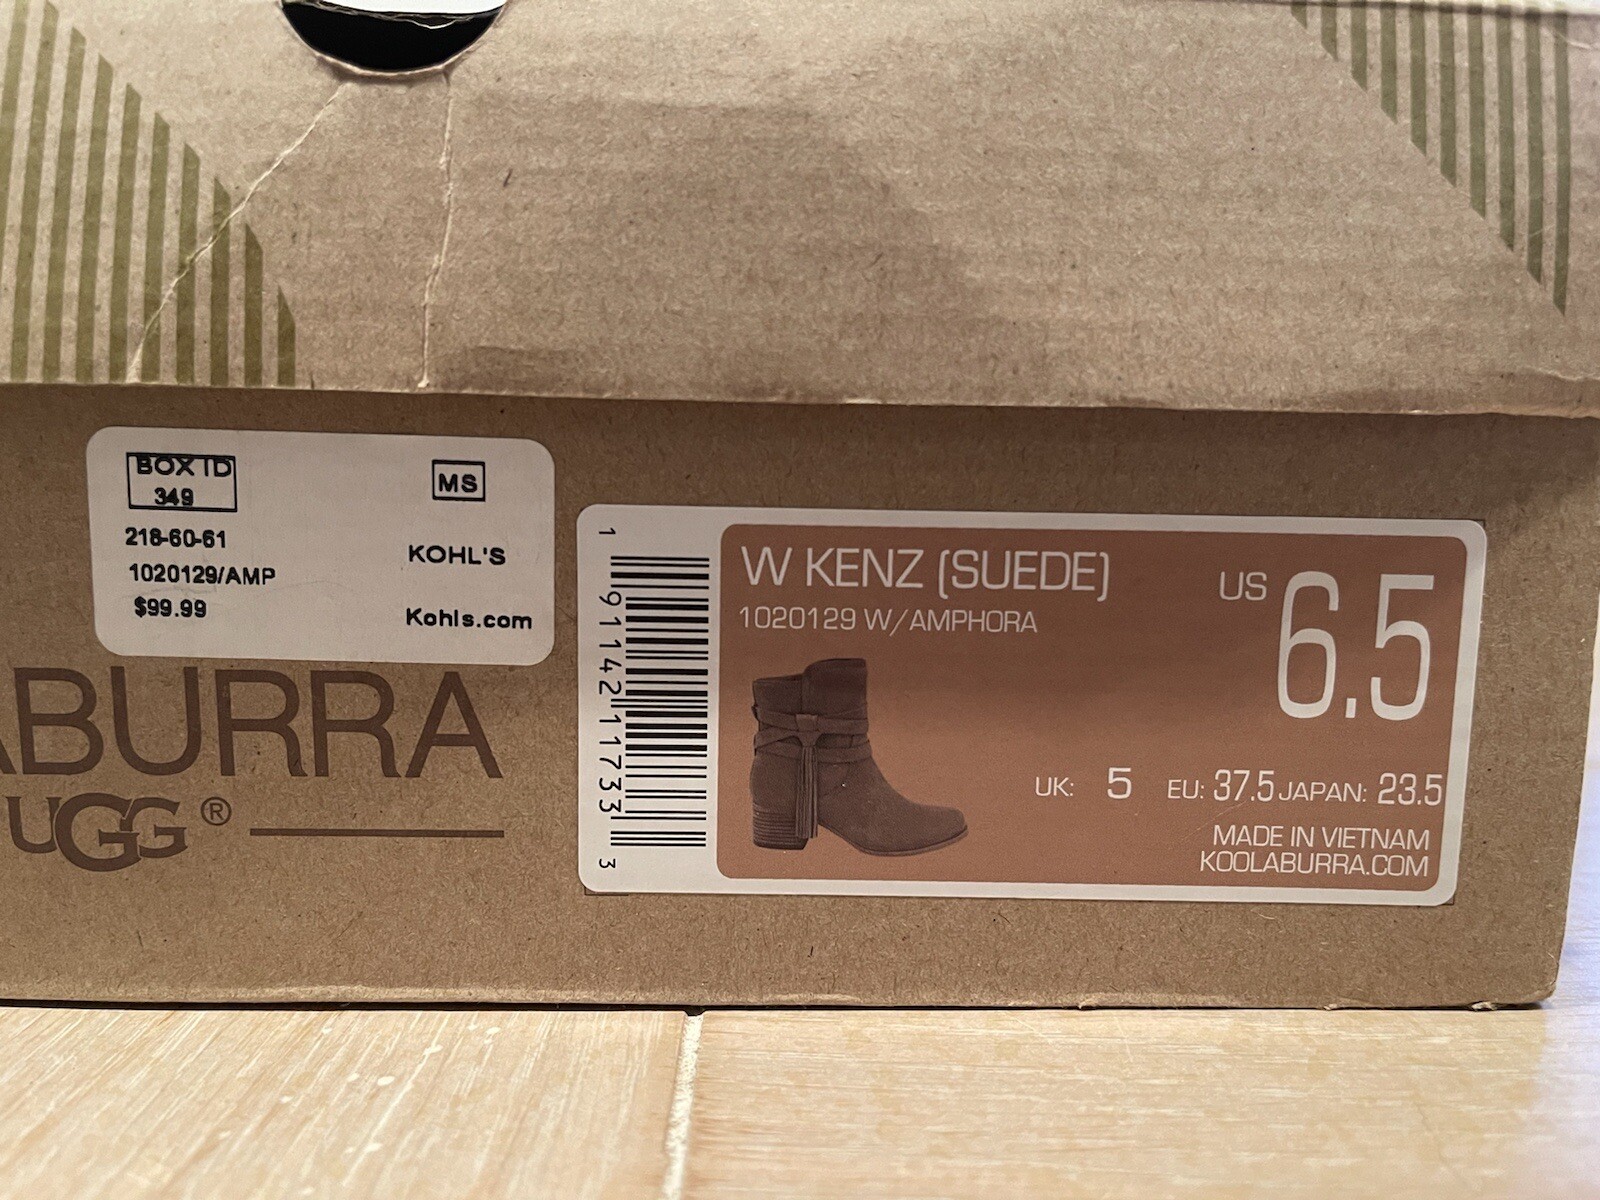 BOX ID
349
MS
218-60-61
KOHL'S
1020129/AMP
$99.99
Kohls.com
ABURRA
UGG®
1 91142 11733 3
W KENZ (SUEDE)
1020129 W/AMPHORA
US 6.5
UK: 5 EU: 37.5 JAPAN: 23.5
MADE IN VIETNAM
KOOLABURRA.COM